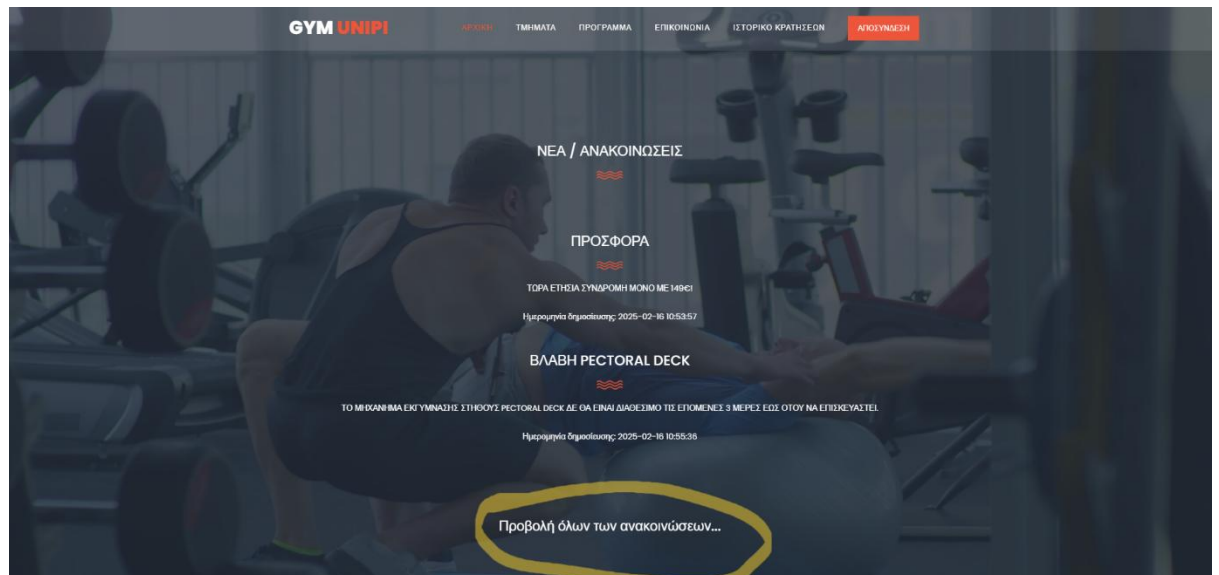 GYM UNIPI ΑΡΧΙΚΗ ΤΜΗΜΑΤΑ ΠΡΟΓΡΑΜΜΑ ΕΠΙΚΟΙΝΩΝΙΑ ΙΣΤΟΡΙΚΟ ΚΡΑΤΗΣΕΩΝ ΑΠΟΣΥΝΔΕΣΗ
ΝΕΑ / ΑΝΑΚΟΙΝΩΣΕΙΣ
ΠΡΟΣΦΟΡΑ
ΤΩΡΑ ΕΤΗΣΙΑ ΣΥΝΔΡΟΜΗ ΜΟΝΟ ΜΕ 149€!
Ημερομηνία δημοσίευσης: 2025-02-16 10:53:57
ΒΛΑΒΗ PECTORAL DECK
ΤΟ ΜΗΧΑΝΗΜΑ ΕΚΓΥΜΝΑΣΗΣ ΣΤΗΘΟΥΣ PECTORAL DECK ΔΕ ΘΑ ΕΙΝΑΙ ΔΙΑΘΕΣΙΜΟ ΤΙΣ ΕΠΟΜΕΝΕΣ 3 ΜΕΡΕΣ ΕΩΣ ΟΤΟΥ ΝΑ ΕΠΙΣΚΕΥΑΣΤΕΙ.
Ημερομηνία δημοσίευσης: 2025-02-16 10:55:36
Προβολή όλων των ανακοινώσεων...